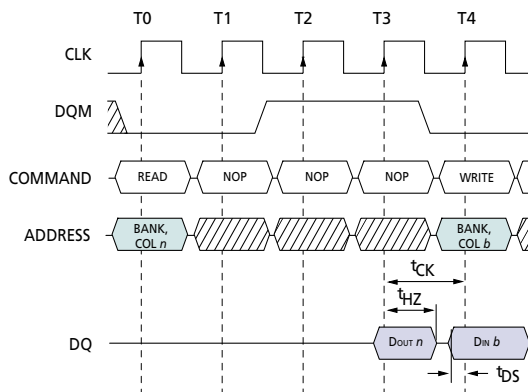 T0 T1 T2 T3 T4
CLK
DQM
COMMAND READ NOP NOP NOP WRITE
ADDRESS BANK, COL n BANK, COL b
tCK
tHZ
DQ DOUT n DIN b
tDS